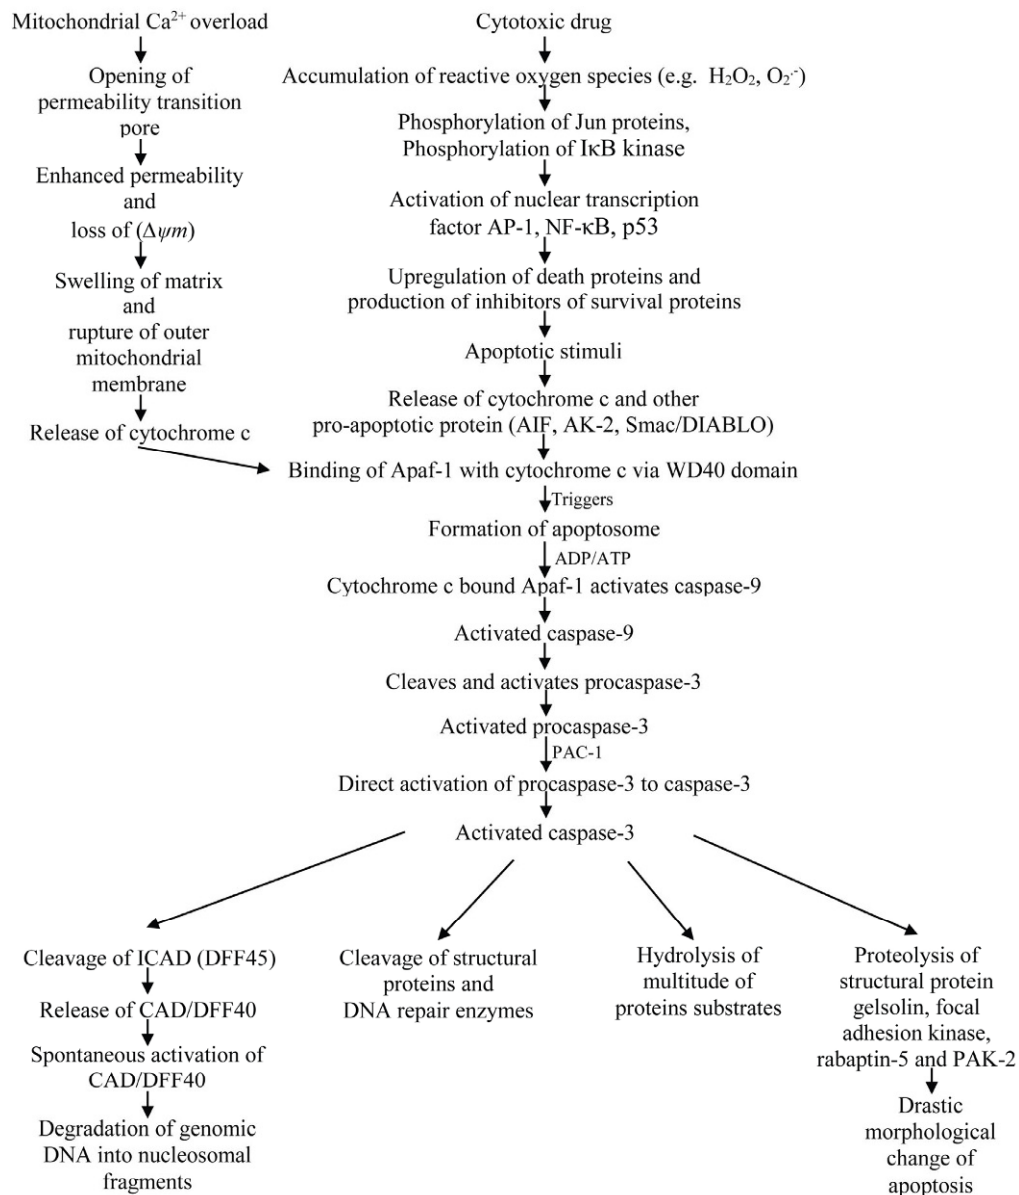 Mitochondrial Ca²⁺ overload
Opening of
permeability transition
pore
Enhanced permeability
and
loss of (Δψm)
Swelling of matrix
and
rupture of outer
mitochondrial
membrane
Release of cytochrome c
Cytotoxic drug
Accumulation of reactive oxygen species (e.g. H₂O₂, O₂·⁻)
Phosphorylation of Jun proteins,
Phosphorylation of IκB kinase
Activation of nuclear transcription
factor AP-1, NF-κB, p53
Upregulation of death proteins and
production of inhibitors of survival proteins
Apoptotic stimuli
Release of cytochrome c and other
pro-apoptotic protein (AIF, AK-2, Smac/DIABLO)
Binding of Apaf-1 with cytochrome c via WD40 domain
Triggers
Formation of apoptosome
ADP/ATP
Cytochrome c bound Apaf-1 activates caspase-9
Activated caspase-9
Cleaves and activates procaspase-3
Activated procaspase-3
PAC-1
Direct activation of procaspase-3 to caspase-3
Activated caspase-3
Cleavage of ICAD (DFF45)
Release of CAD/DFF40
Spontaneous activation of
CAD/DFF40
Degradation of genomic
DNA into nucleosomal
fragments
Cleavage of structural
proteins and
DNA repair enzymes
Hydrolysis of
multitude of
proteins substrates
Proteolysis of
structural protein
gelsolin, focal
adhesion kinase,
rabaptin-5 and PAK-2
Drastic
morphological
change of
apoptosis